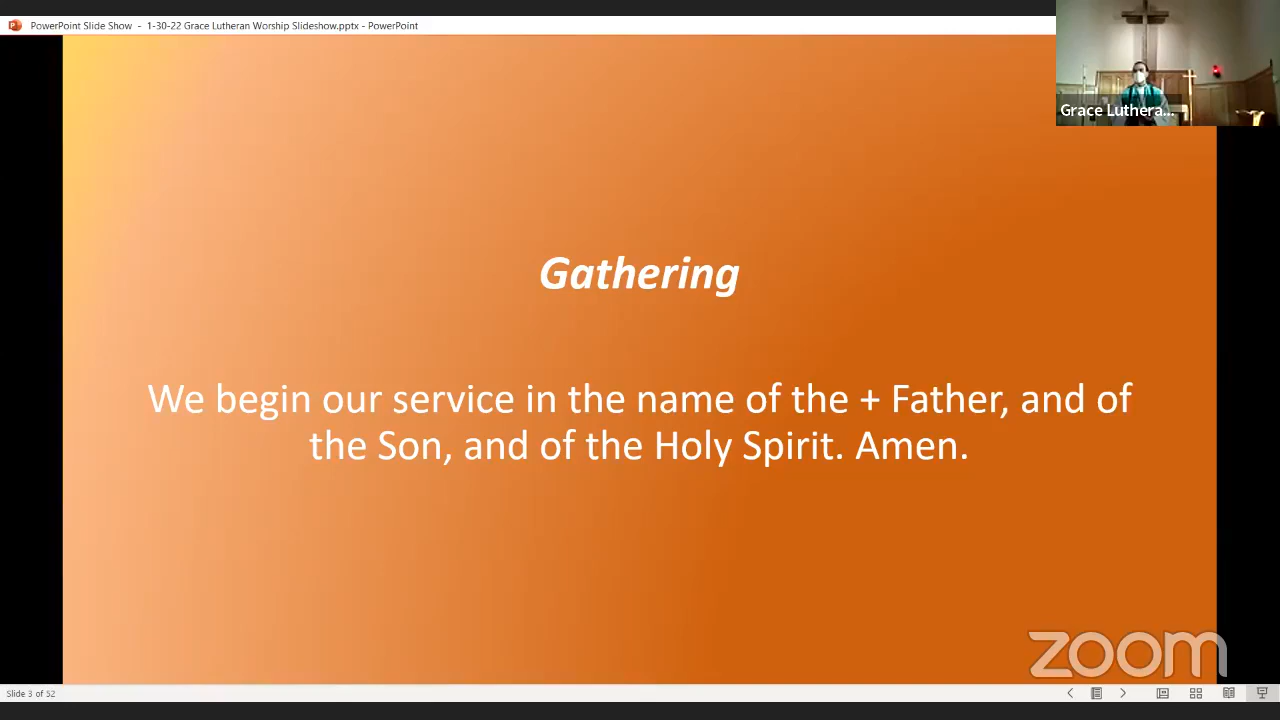 PowerPoint Slide Show - 1-30-22 Grace Lutheran Worship Slideshow.pptx - PowerPoint
Grace Luthera...
Gathering
We begin our service in the name of the + Father, and of
the Son, and of the Holy Spirit. Amen.
zoom
Slide 3 of 52